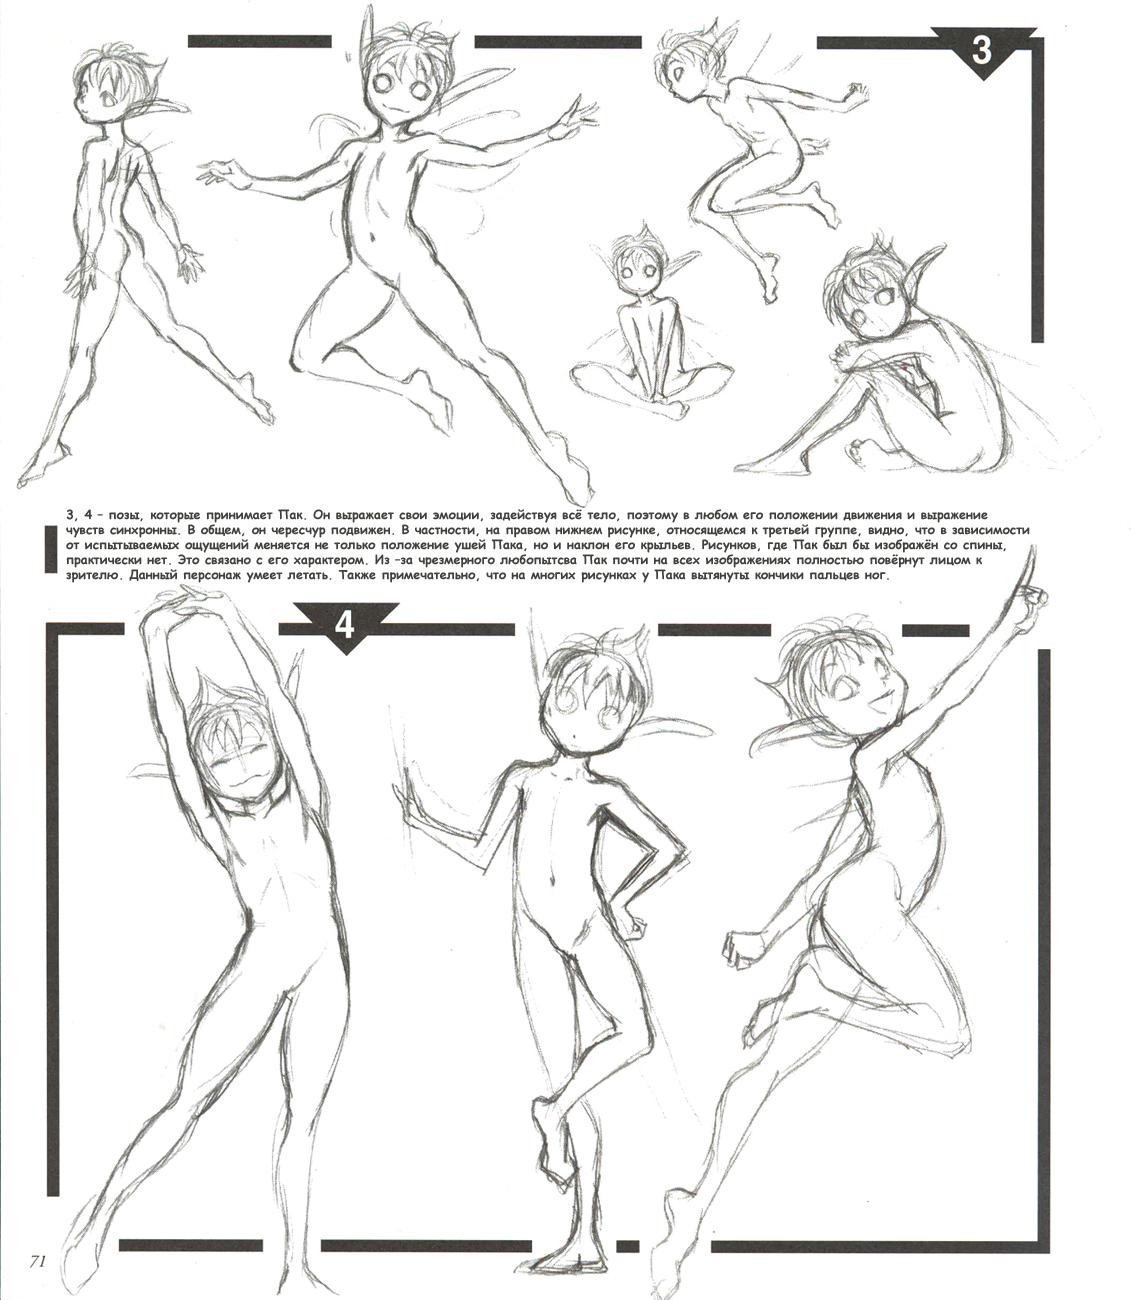 3
3, 4 – позы, которые принимает Пак. Он выражает свои эмоции, задействуя всё тело, поэтому в любом его положении движения и выражение
чувств синхронны. В общем, он чересчур подвижен. В частности, на правом нижнем рисунке, относящемся к третьей группе, видно, что в зависимости
от испытываемых ощущений меняется не только положение ушей Пака, но и наклон его крыльев. Рисунков, где Пак был бы изображён со спины,
практически нет. Это связано с его характером. Из –за чрезмерного любопытсва Пак почти на всех изображениях полностью повёрнут лицом к
зрителю. Данный персонаж умеет летать. Также примечательно, что на многих рисунках у Пака вытянуты кончики пальцев ног.
4
71